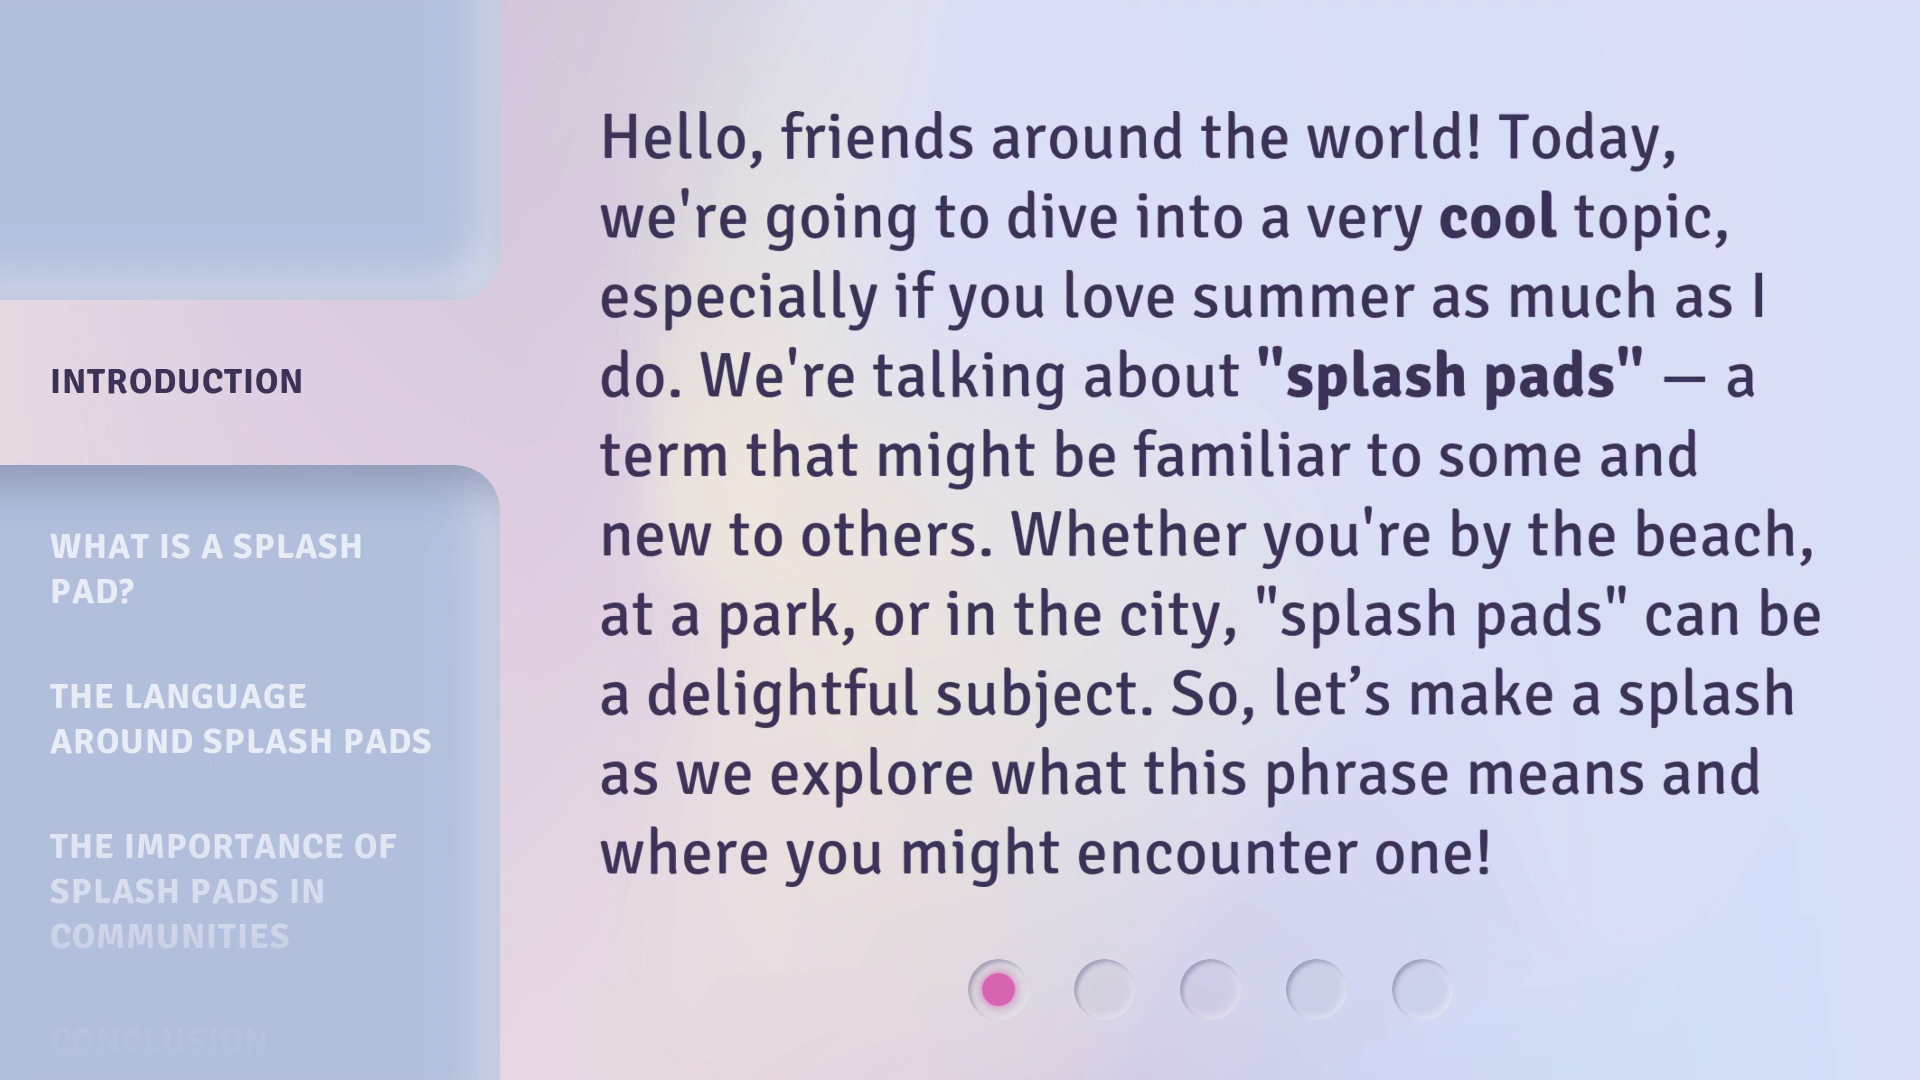 INTRODUCTION
WHAT IS A SPLASH
PAD?
THE LANGUAGE
AROUND SPLASH PADS
THE IMPORTANCE OF
SPLASH PADS IN
COMMUNITIES
CONCLUSION
Hello, friends around the world! Today,
we're going to dive into a very cool topic,
especially if you love summer as much as I
do. We're talking about "splash pads" — a
term that might be familiar to some and
new to others. Whether you're by the beach,
at a park, or in the city, "splash pads" can be
a delightful subject. So, let’s make a splash
as we explore what this phrase means and
where you might encounter one!